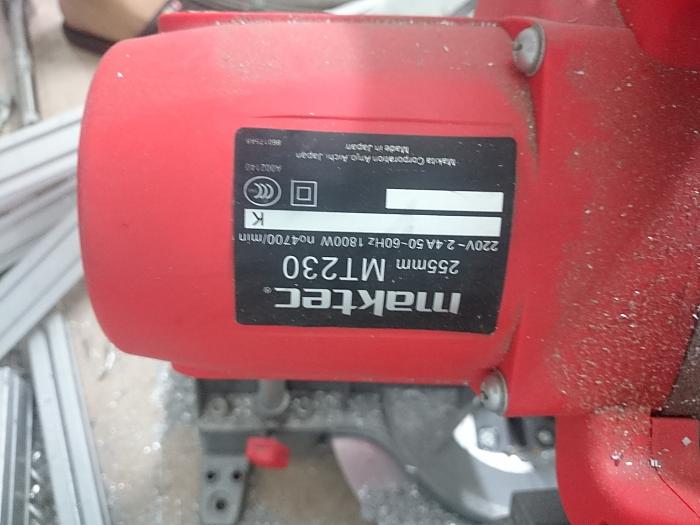 maktec®
255mm MT230
220V~ 2.4A 50-60Hz 1800W no4700/min
K
A002140
Makita Corporation Anjo, Aichi Japan
Made in Japan